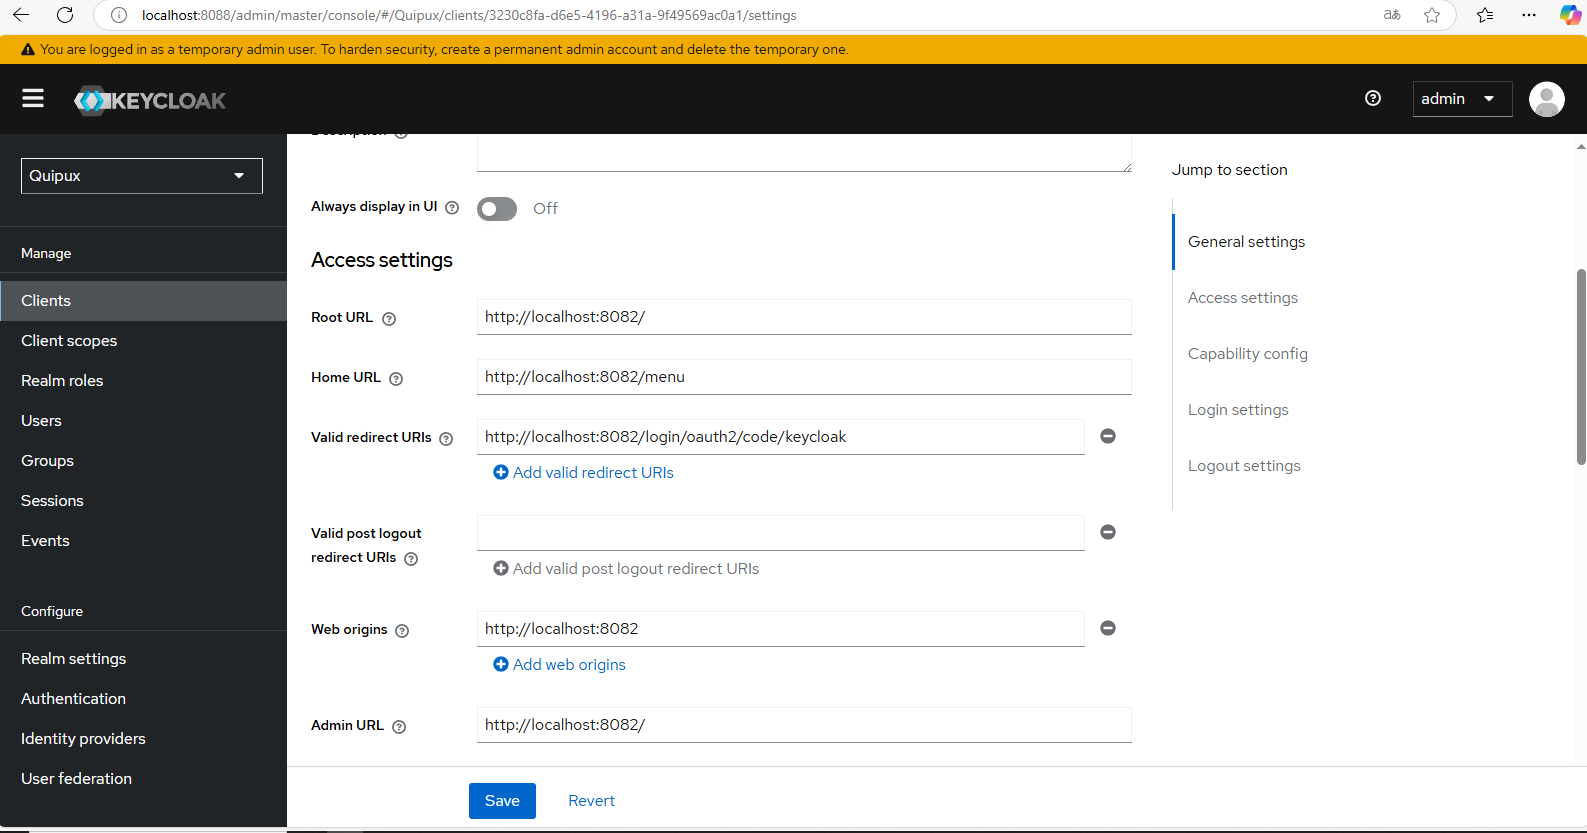 localhost:8088/admin/master/console/#/Quipux/clients/3230c8fa-d6e5-4196-a31a-9f49569ac0a1/settings
You are logged in as a temporary admin user. To harden security, create a permanent admin account and delete the temporary one.
KEYCLOAK
admin
Quipux
Manage
Clients
Client scopes
Realm roles
Users
Groups
Sessions
Events
Configure
Realm settings
Authentication
Identity providers
User federation
Description
Always display in UI
Off
Access settings
Root URL
http://localhost:8082/
Home URL
http://localhost:8082/menu
Valid redirect URIs
http://localhost:8082/login/oauth2/code/keycloak
Add valid redirect URIs
Valid post logout
redirect URIs
Add valid post logout redirect URIs
Web origins
http://localhost:8082
Add web origins
Admin URL
http://localhost:8082/
Save
Revert
Jump to section
General settings
Access settings
Capability config
Login settings
Logout settings